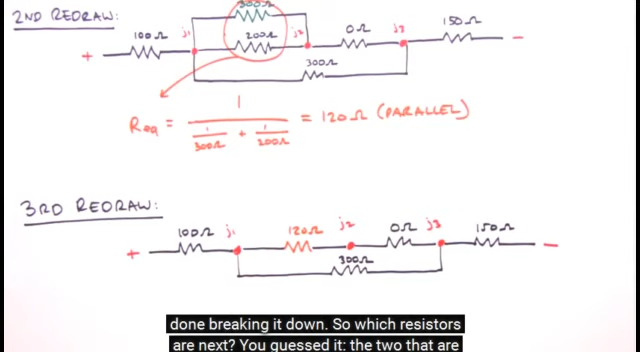 2ND REDRAW:
300Ω
100Ω j1 200Ω j2 0Ω j3 150Ω
+ −
300Ω
Req = 1 / (1/300Ω + 1/200Ω) = 120Ω (PARALLEL)
3RD REDRAW:
100Ω j1 120Ω j2 0Ω j3 150Ω
+ −
300Ω
done breaking it down. So which resistors
are next? You guessed it: the two that are